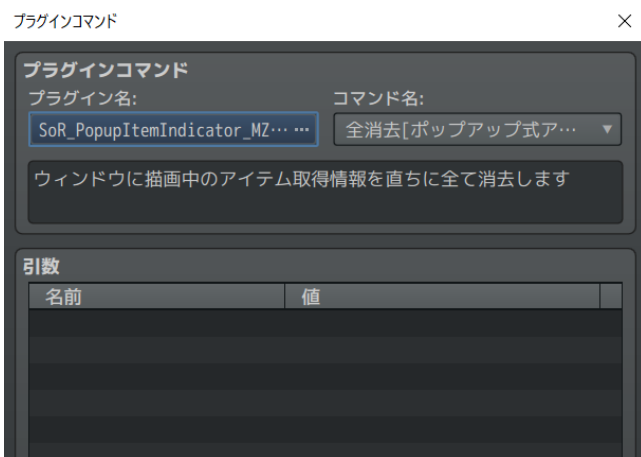 プラグインコマンド
プラグインコマンド
プラグイン名:
コマンド名:
SoR_PopupItemIndicator_MZ… …
全消去[ポップアップ式ア…
ウィンドウに描画中のアイテム取得情報を直ちに全て消去します
引数
名前
値